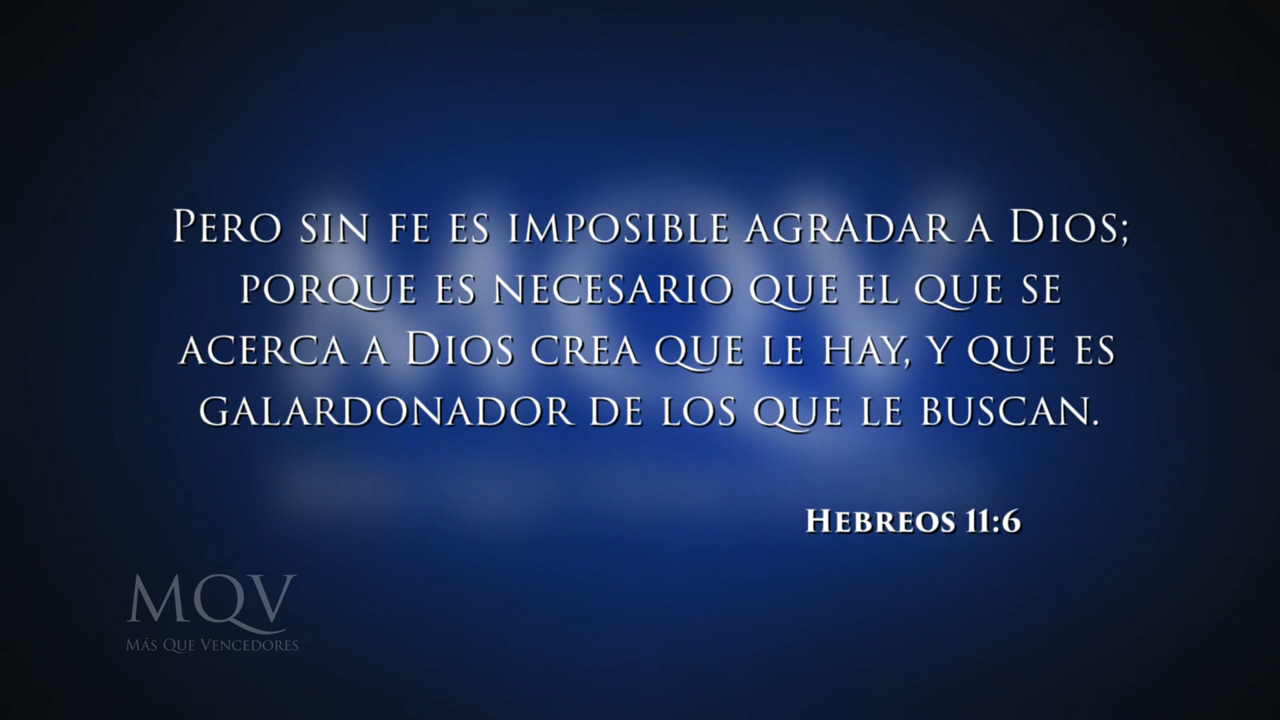 Pero sin fe es imposible agradar a Dios;
porque es necesario que el que se
acerca a Dios crea que le hay, y que es
galardonador de los que le buscan.
Hebreos 11:6
MQV
Más Que Vencedores